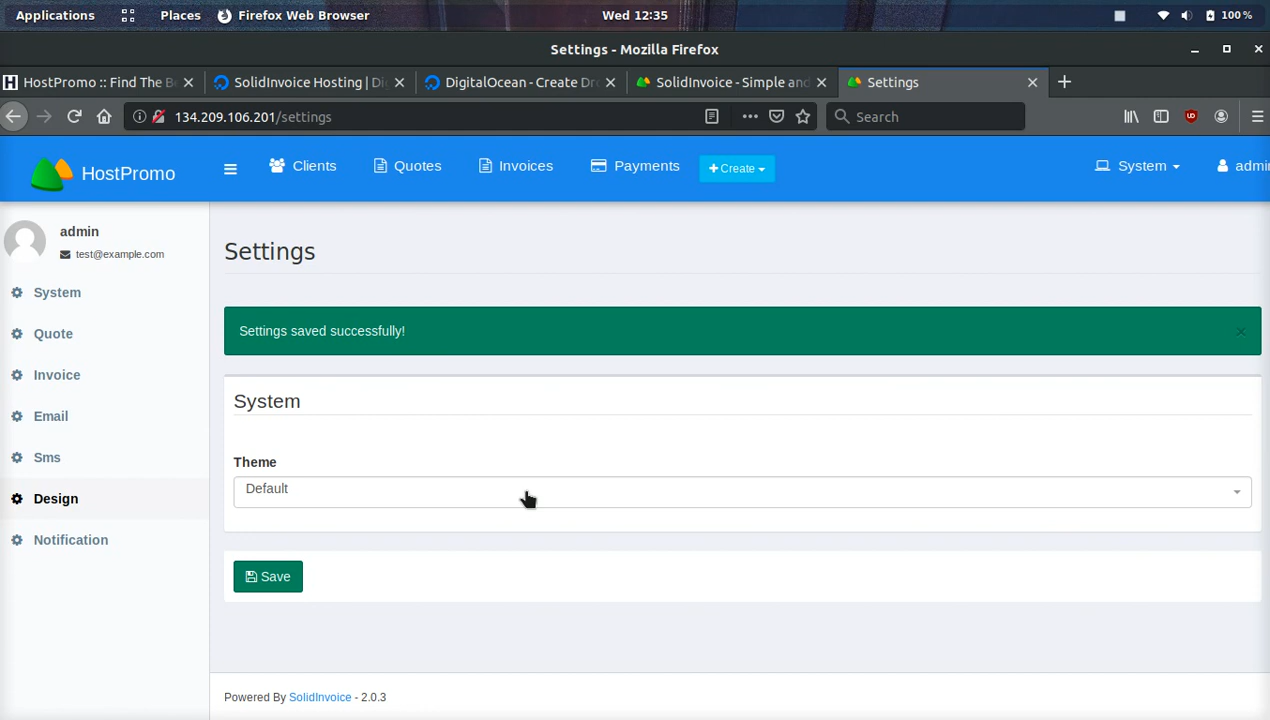 Applications Places Firefox Web Browser Wed 12:35 100 %
Settings - Mozilla Firefox
HostPromo :: Find The Be SolidInvoice Hosting | Di DigitalOcean - Create Dr SolidInvoice - Simple and Settings
134.209.106.201/settings Search
HostPromo Clients Quotes Invoices Payments + Create System admi
admin
test@example.com
System
Quote
Invoice
Email
Sms
Design
Notification
Settings
Settings saved successfully! ×
System
Theme
Default
Save
Powered By SolidInvoice - 2.0.3